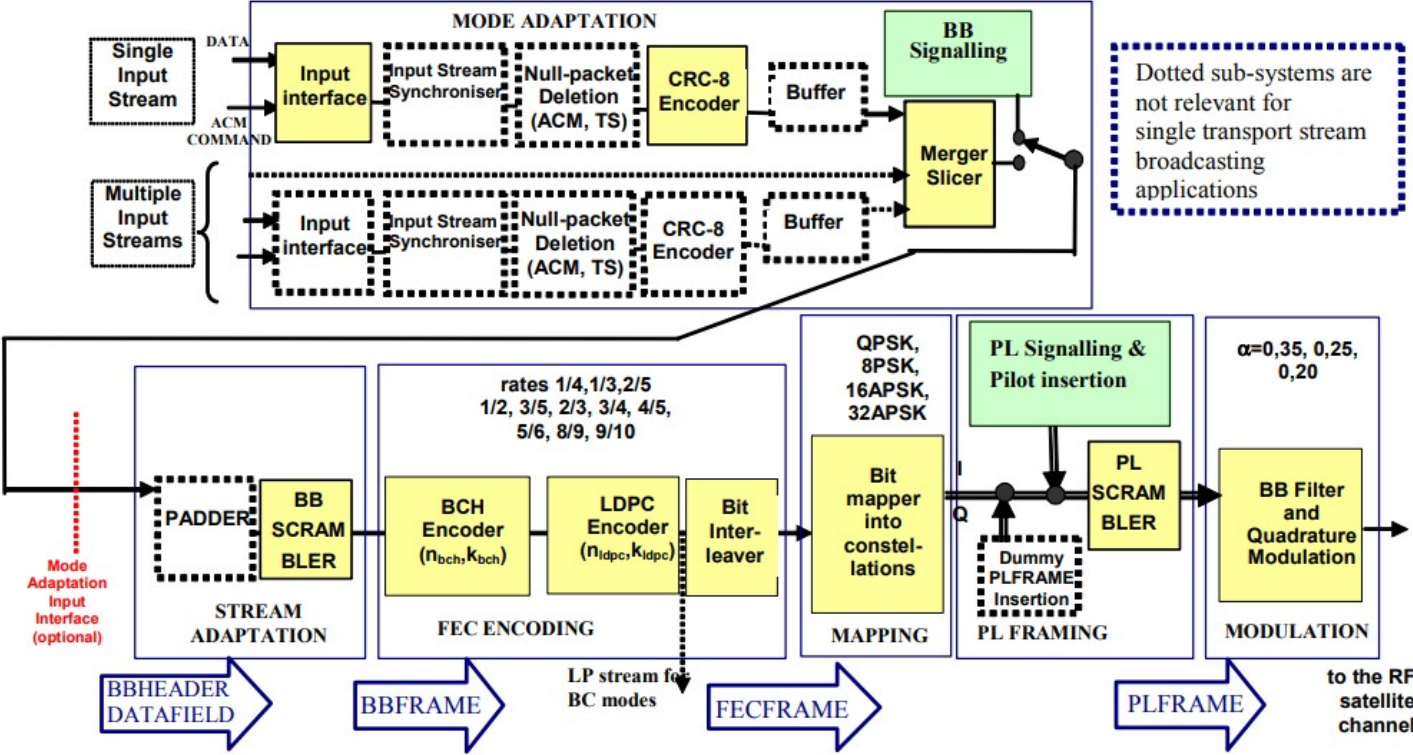 MODE ADAPTATION
Single
Input
Stream
DATA
ACM
COMMAND
Input
interface
Input Stream
Synchroniser
Null-packet
Deletion
(ACM, TS)
CRC-8
Encoder
Buffer
BB
Signalling
Merger
Slicer
Dotted sub-systems are
not relevant for
single transport stream
broadcasting
applications
Multiple
Input
Streams
Input
interface
Input Stream
Synchroniser
Null-packet
Deletion
(ACM, TS)
CRC-8
Encoder
Buffer
Mode
Adaptation
Input
Interface
(optional)
PADDER
BB
SCRAM
BLER
STREAM
ADAPTATION
rates 1/4,1/3,2/5
1/2, 3/5, 2/3, 3/4, 4/5,
5/6, 8/9, 9/10
BCH
Encoder
(nbch,kbch)
LDPC
Encoder
(nldpc,kldpc)
Bit
Inter-
leaver
FEC ENCODING
QPSK,
8PSK,
16APSK,
32APSK
Bit
mapper
into
constel-
lations
MAPPING
PL Signalling &
Pilot insertion
I
Q
Dummy
PLFRAME
Insertion
PL
SCRAM
BLER
PL FRAMING
α=0,35, 0,25,
0,20
BB Filter
and
Quadrature
Modulation
MODULATION
BBHEADER
DATAFIELD
BBFRAME
LP stream for
BC modes
FECFRAME
PLFRAME
to the RF
satellite
channel